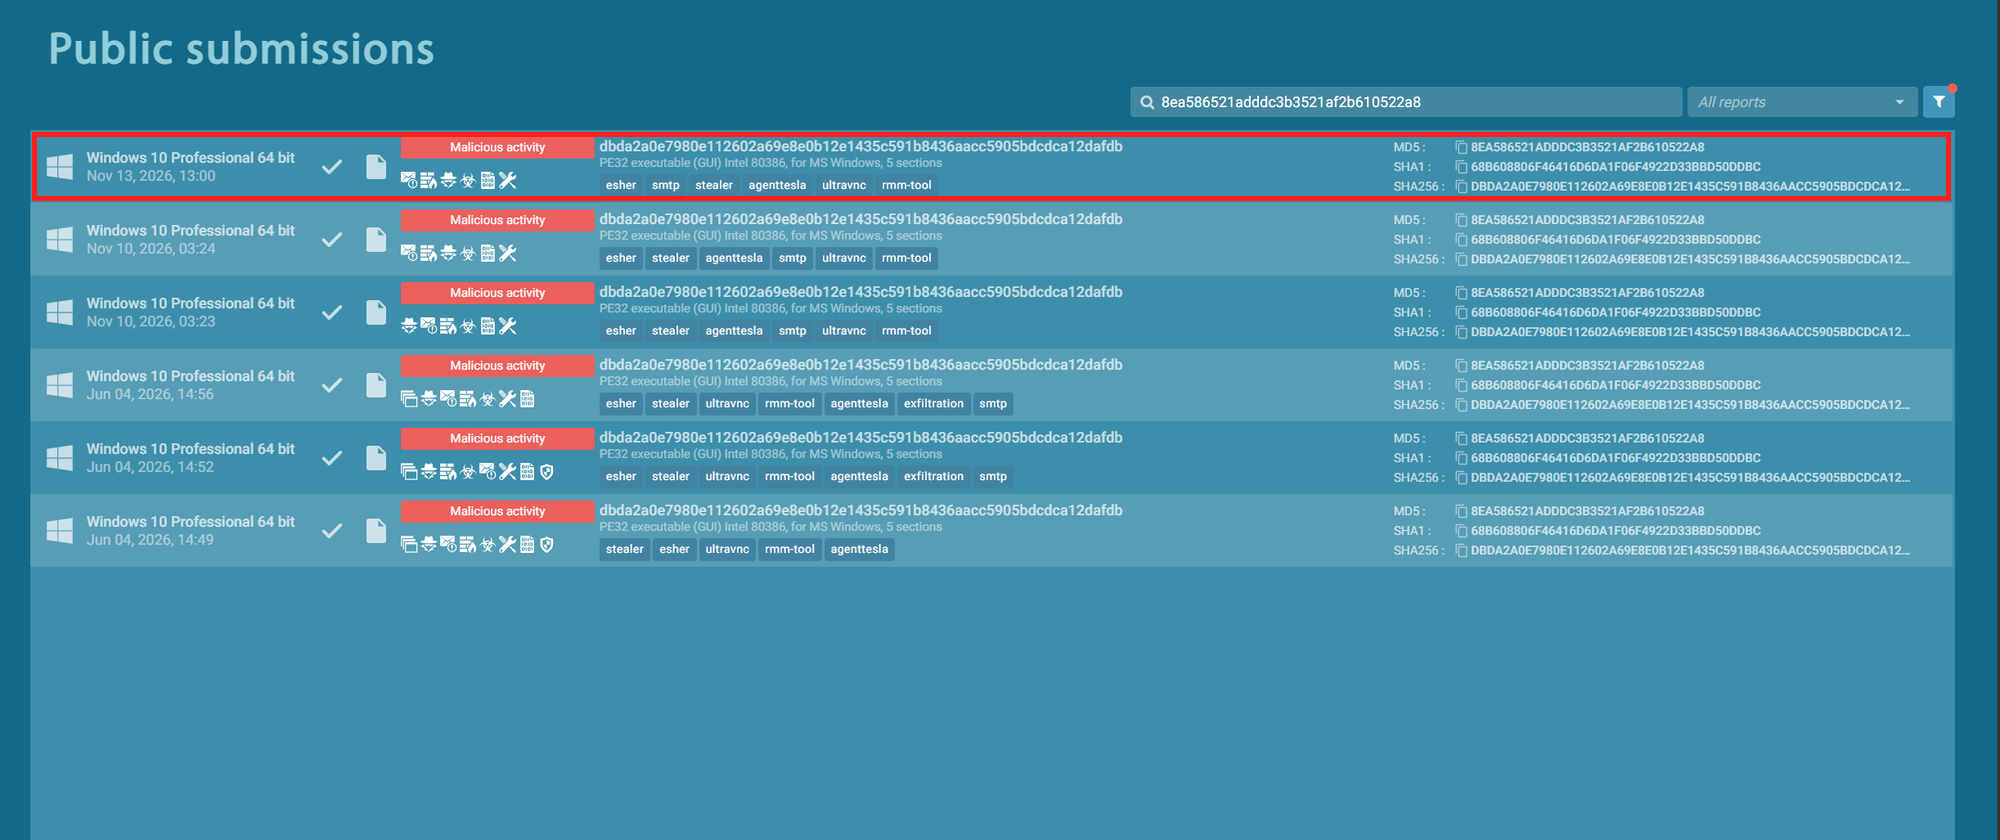 Public submissions
8ea586521adddc3b3521af2b610522a8
All reports
Windows 10 Professional 64 bit
Nov 13, 2026, 13:00
Malicious activity
dbda2a0e7980e112602a69e8e0b12e1435c591b8436aacc5905bdcdca12dafdb
PE32 executable (GUI) Intel 80386, for MS Windows, 5 sections
esher smtp stealer agenttesla ultravnc rmm-tool
MD5 : 8EA586521ADDDC3B3521AF2B610522A8
SHA1 : 68B608806F46416D6DA1F06F4922D33BBD50DDBC
SHA256 : DBDA2A0E7980E112602A69E8E0B12E1435C591B8436AACC5905BDCDCA12...
Windows 10 Professional 64 bit
Nov 10, 2026, 03:24
Malicious activity
dbda2a0e7980e112602a69e8e0b12e1435c591b8436aacc5905bdcdca12dafdb
PE32 executable (GUI) Intel 80386, for MS Windows, 5 sections
esher stealer agenttesla smtp ultravnc rmm-tool
MD5 : 8EA586521ADDDC3B3521AF2B610522A8
SHA1 : 68B608806F46416D6DA1F06F4922D33BBD50DDBC
SHA256 : DBDA2A0E7980E112602A69E8E0B12E1435C591B8436AACC5905BDCDCA12...
Windows 10 Professional 64 bit
Nov 10, 2026, 03:23
Malicious activity
dbda2a0e7980e112602a69e8e0b12e1435c591b8436aacc5905bdcdca12dafdb
PE32 executable (GUI) Intel 80386, for MS Windows, 5 sections
esher stealer agenttesla smtp ultravnc rmm-tool
MD5 : 8EA586521ADDDC3B3521AF2B610522A8
SHA1 : 68B608806F46416D6DA1F06F4922D33BBD50DDBC
SHA256 : DBDA2A0E7980E112602A69E8E0B12E1435C591B8436AACC5905BDCDCA12...
Windows 10 Professional 64 bit
Jun 04, 2026, 14:56
Malicious activity
dbda2a0e7980e112602a69e8e0b12e1435c591b8436aacc5905bdcdca12dafdb
PE32 executable (GUI) Intel 80386, for MS Windows, 5 sections
esher stealer ultravnc rmm-tool agenttesla exfiltration smtp
MD5 : 8EA586521ADDDC3B3521AF2B610522A8
SHA1 : 68B608806F46416D6DA1F06F4922D33BBD50DDBC
SHA256 : DBDA2A0E7980E112602A69E8E0B12E1435C591B8436AACC5905BDCDCA12...
Windows 10 Professional 64 bit
Jun 04, 2026, 14:52
Malicious activity
dbda2a0e7980e112602a69e8e0b12e1435c591b8436aacc5905bdcdca12dafdb
PE32 executable (GUI) Intel 80386, for MS Windows, 5 sections
esher stealer ultravnc rmm-tool agenttesla exfiltration smtp
MD5 : 8EA586521ADDDC3B3521AF2B610522A8
SHA1 : 68B608806F46416D6DA1F06F4922D33BBD50DDBC
SHA256 : DBDA2A0E7980E112602A69E8E0B12E1435C591B8436AACC5905BDCDCA12...
Windows 10 Professional 64 bit
Jun 04, 2026, 14:49
Malicious activity
dbda2a0e7980e112602a69e8e0b12e1435c591b8436aacc5905bdcdca12dafdb
PE32 executable (GUI) Intel 80386, for MS Windows, 5 sections
stealer esher ultravnc rmm-tool agenttesla
MD5 : 8EA586521ADDDC3B3521AF2B610522A8
SHA1 : 68B608806F46416D6DA1F06F4922D33BBD50DDBC
SHA256 : DBDA2A0E7980E112602A69E8E0B12E1435C591B8436AACC5905BDCDCA12...